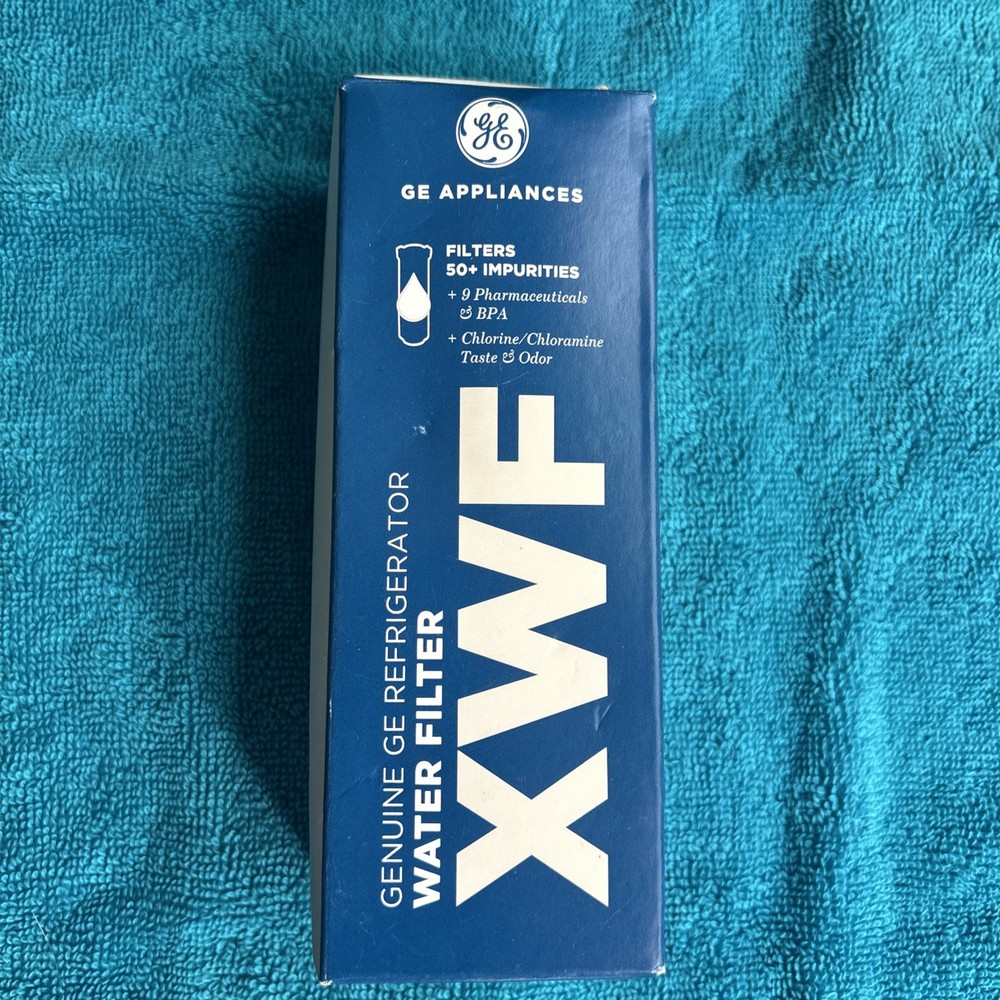 GE
GE APPLIANCES
FILTERS
50+ IMPURITIES
+ 9 Pharmaceuticals
& BPA
+ Chlorine/Chloramine
Taste & Odor
GENUINE GE REFRIGERATOR
WATER FILTER
XWF